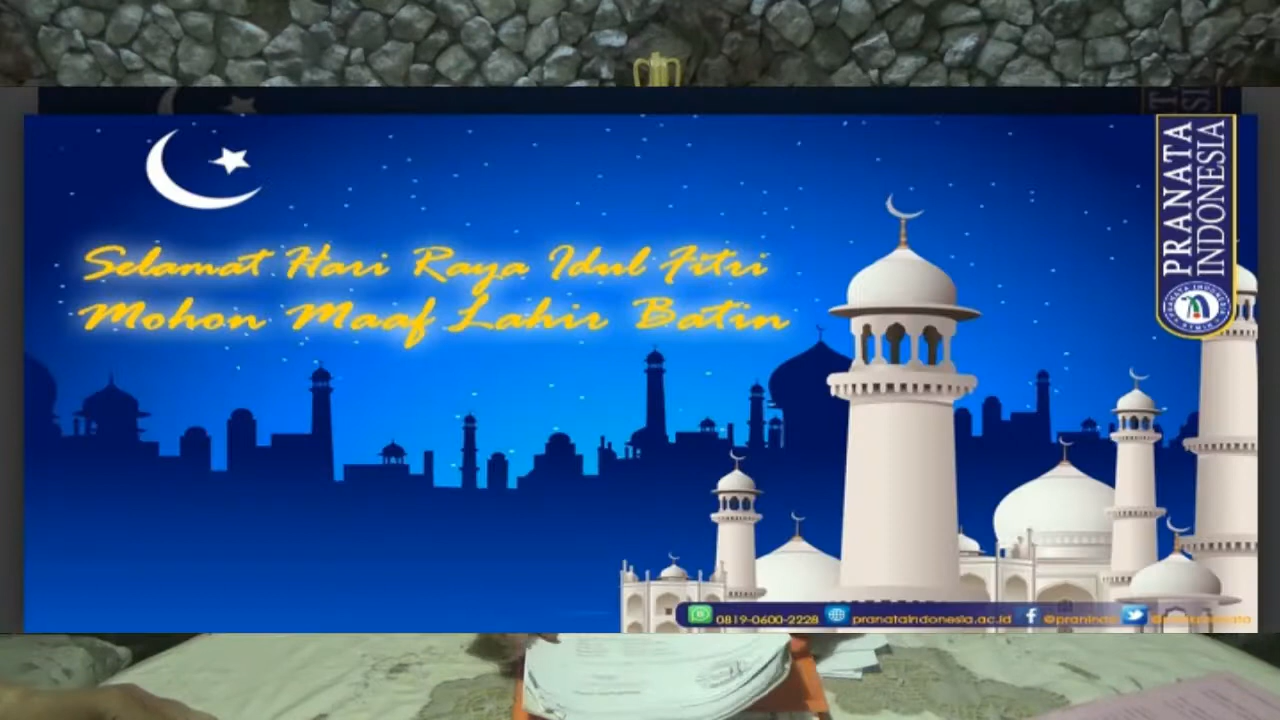 Selamat Hari Raya Idul Fitri
Mohon Maaf Lahir Batin
PRANATA
INDONESIA
0819-0600-2228 pranataindonesia.ac.id